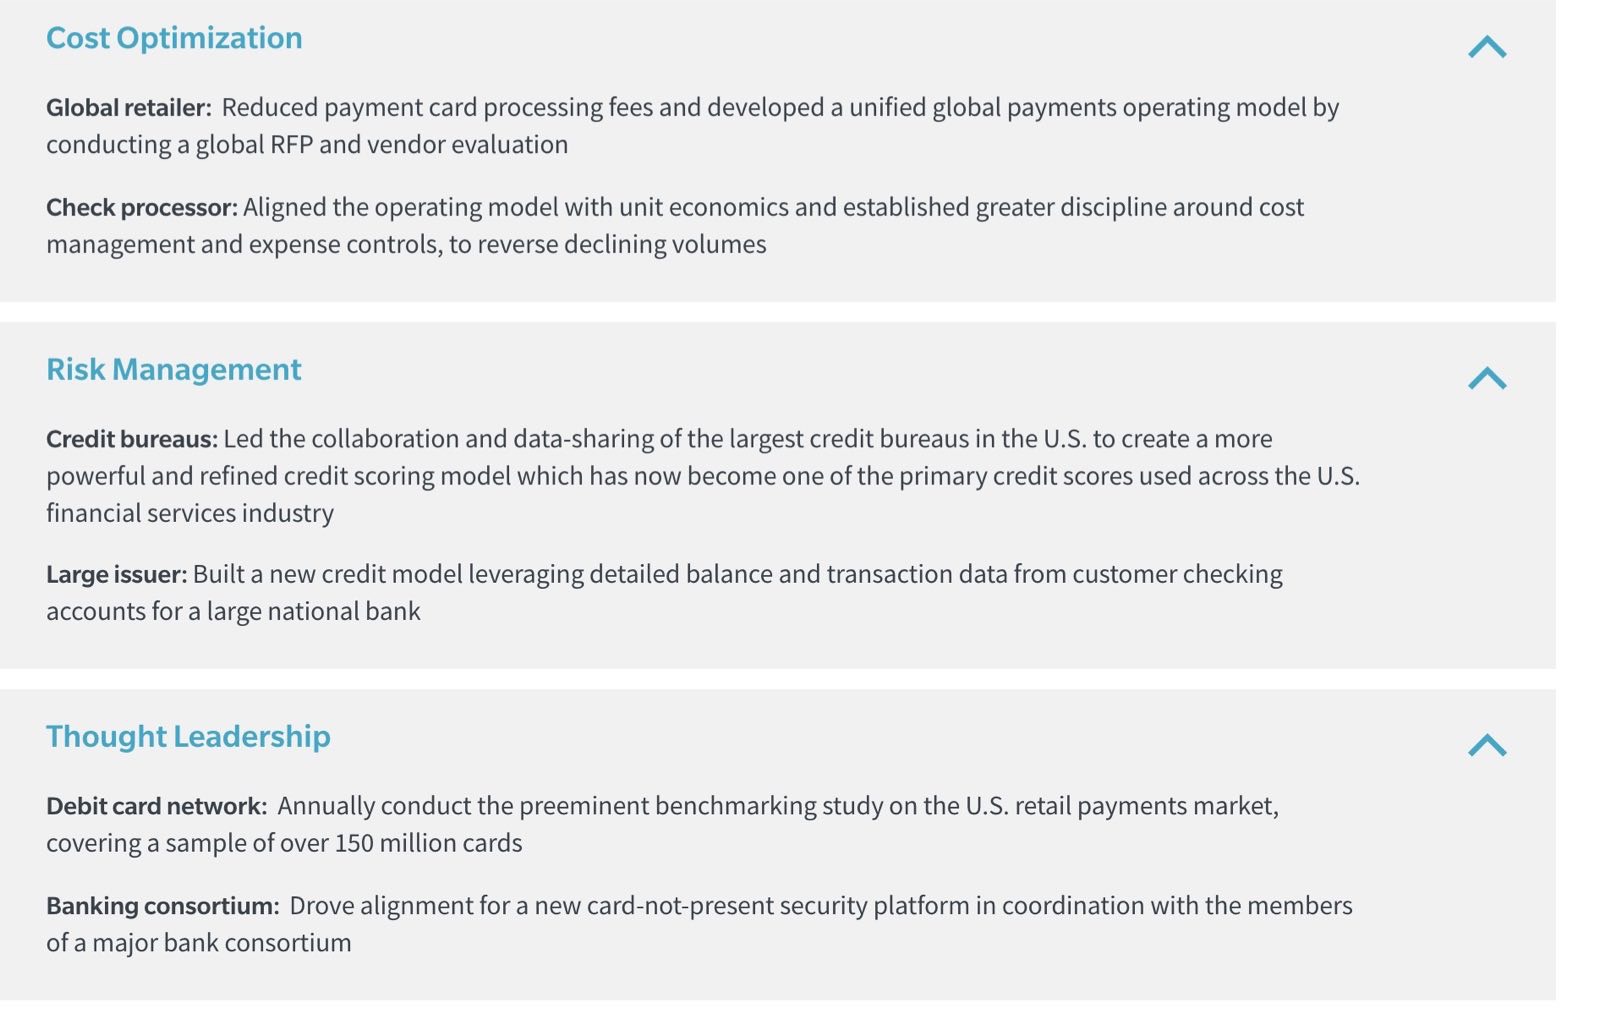 Cost Optimization
Global retailer: Reduced payment card processing fees and developed a unified global payments operating model by
conducting a global RFP and vendor evaluation
Check processor: Aligned the operating model with unit economics and established greater discipline around cost
management and expense controls, to reverse declining volumes
Risk Management
Credit bureaus: Led the collaboration and data-sharing of the largest credit bureaus in the U.S. to create a more
powerful and refined credit scoring model which has now become one of the primary credit scores used across the U.S.
financial services industry
Large issuer: Built a new credit model leveraging detailed balance and transaction data from customer checking
accounts for a large national bank
Thought Leadership
Debit card network: Annually conduct the preeminent benchmarking study on the U.S. retail payments market,
covering a sample of over 150 million cards
Banking consortium: Drove alignment for a new card-not-present security platform in coordination with the members
of a major bank consortium